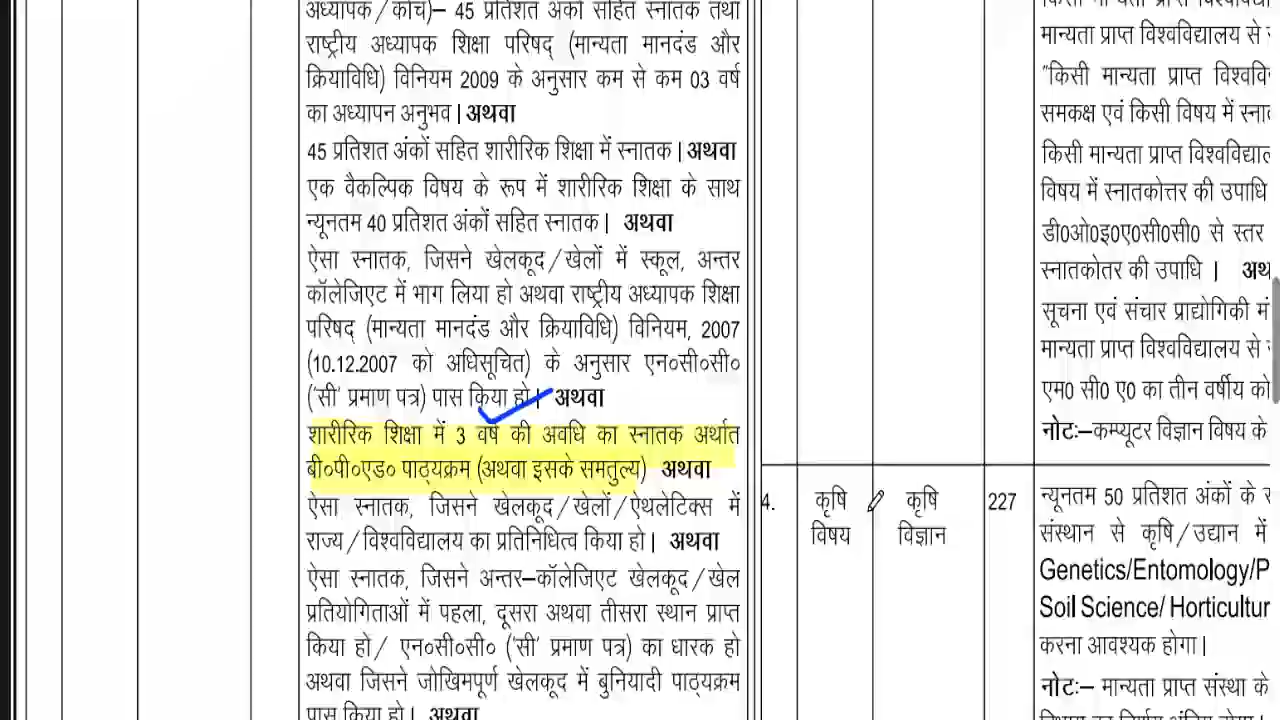 अध्यापक/कोच)– 45 प्रतिशत अंकों सहित स्नातक तथा
राष्ट्रीय अध्यापक शिक्षा परिषद् (मान्यता मानदंड और
क्रियाविधि) विनियम 2009 के अनुसार कम से कम 03 वर्ष
का अध्यापन अनुभव | अथवा
45 प्रतिशत अंकों सहित शारीरिक शिक्षा में स्नातक | अथवा
एक वैकल्पिक विषय के रूप में शारीरिक शिक्षा के साथ
न्यूनतम 40 प्रतिशत अंकों सहित स्नातक | अथवा
ऐसा स्नातक, जिसने खेलकूद/खेलों में स्कूल, अन्तर
कॉलेजिएट में भाग लिया हो अथवा राष्ट्रीय अध्यापक शिक्षा
परिषद् (मान्यता मानदंड और क्रियाविधि) विनियम, 2007
(10.12.2007 को अधिसूचित) के अनुसार एन०सी०सी०
('सी' प्रमाण पत्र) पास किया हो | अथवा
शारीरिक शिक्षा में 3 वर्ष की अवधि का स्नातक अर्थात
बी०पी०एड० पाठ्यक्रम (अथवा इसके समतुल्य) अथवा
ऐसा स्नातक, जिसने खेलकूद/खेलों/ऐथलेटिक्स में
राज्य/विश्वविद्यालय का प्रतिनिधित्व किया हो | अथवा
ऐसा स्नातक, जिसने अन्तर–कॉलेजिएट खेलकूद/खेल
प्रतियोगिताओं में पहला, दूसरा अथवा तीसरा स्थान प्राप्त
किया हो/ एन०सी०सी० ('सी' प्रमाण पत्र) का धारक हो
अथवा जिसने जोखिमपूर्ण खेलकूद में बुनियादी पाठ्यक्रम
पास किया हो | अथवा
4.
कृषि
विषय
कृषि
विज्ञान
227
मान्यता प्राप्त विश्वविद्यालय से
"किसी मान्यता प्राप्त
समकक्ष एवं किसी विषय में
किसी मान्यता प्राप्त
विषय में स्नातकोत्तर की उपाधि
डी0ओ0इ0ए0सी0सी0 से स्तर
स्नातकोतर की उपाधि |
सूचना एवं संचार प्राद्योगिकी
मान्यता प्राप्त विश्वविद्यालय से
एम0 सी0 ए0 का तीन वर्षीय
नोटः–कम्प्यूटर विज्ञान विषय के
न्यूनतम 50 प्रतिशत अंकों के
संस्थान से कृषि/उद्यान में
Genetics/Entomology/P
Soil Science/ Horticultur
करना आवश्यक होगा |
नोटः– मान्यता प्राप्त संस्था के